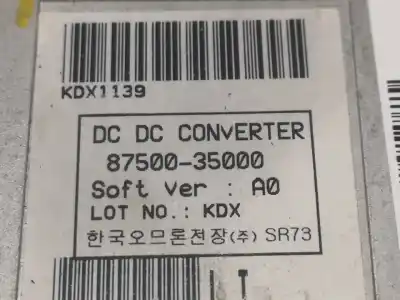 KDX1139
DC DC CONVERTER
87500-35000
Soft Ver : A0
LOT NO.: KDX
한국오므론전장(주) SR73